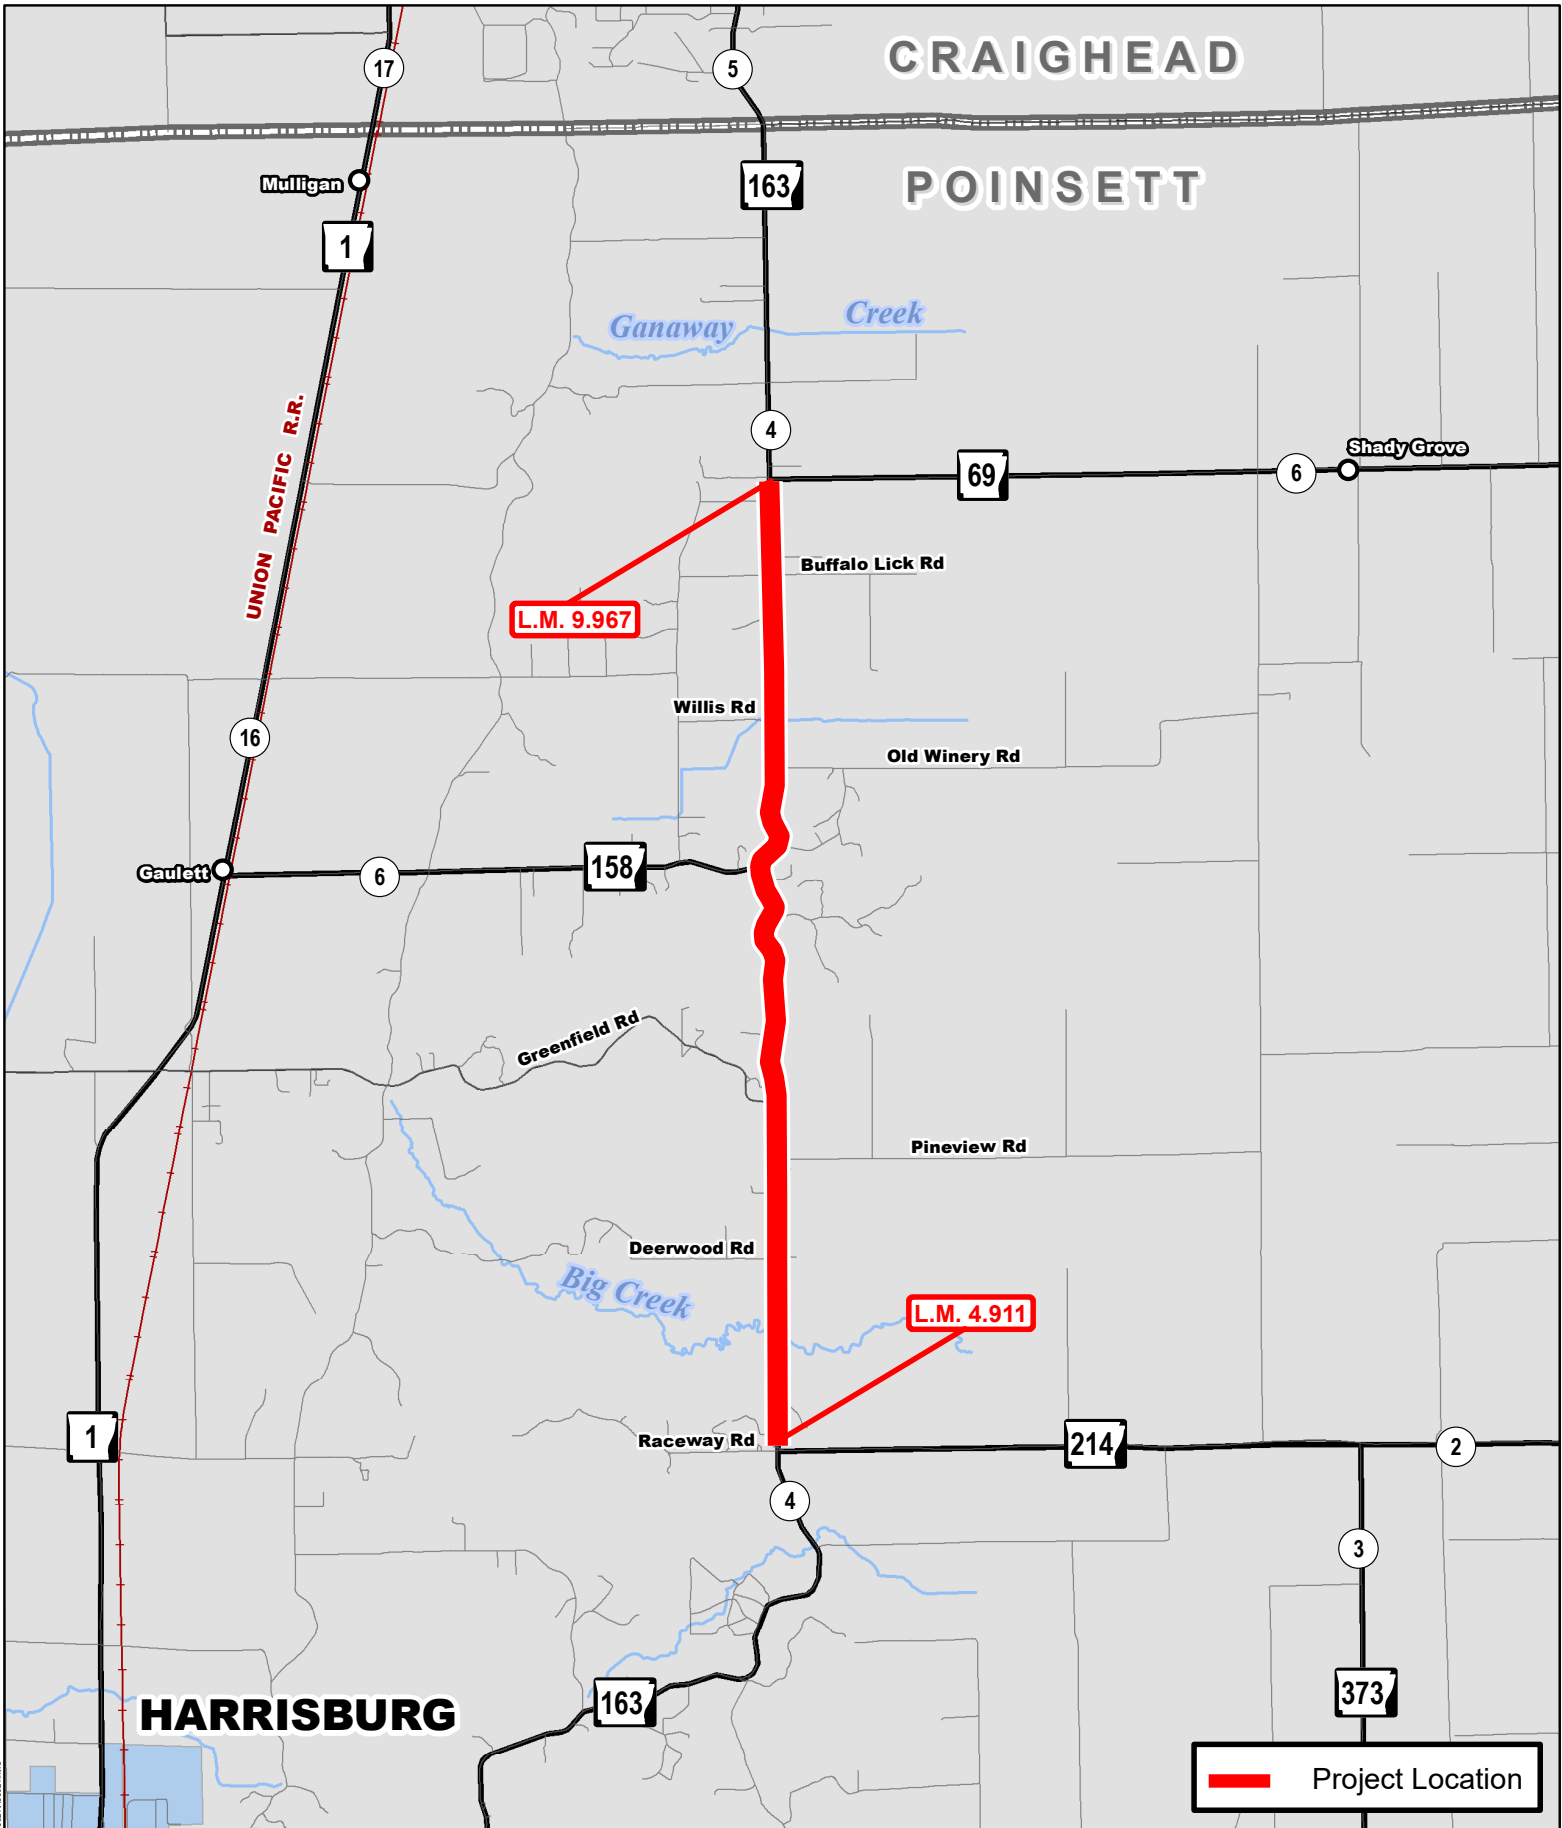 CRAIGHEAD
17
5
POINSETT
Mulligan
163
1
Ganaway Creek
4
UNION PACIFIC R.R.
69
6
Shady Grove
Buffalo Lick Rd
L.M. 9.967
Willis Rd
16
Old Winery Rd
Gaulett
6
158
Greenfield Rd
Pineview Rd
Deerwood Rd
Big Creek
L.M. 4.911
1
Raceway Rd
214
2
4
3
HARRISBURG
163
373
Project Location